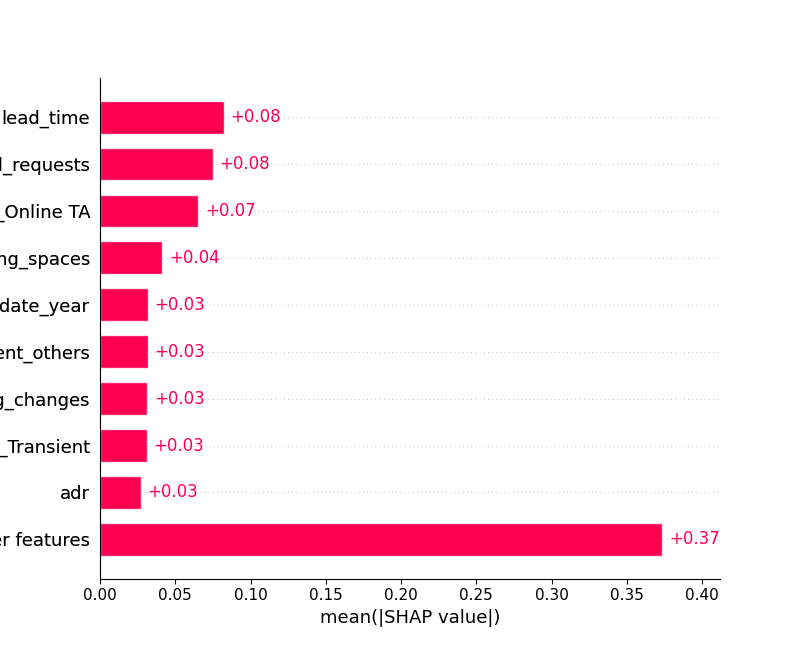 lead_time +0.08
_requests +0.08
_Online TA +0.07
ng_spaces +0.04
date_year +0.03
ent_others +0.03
g_changes +0.03
_Transient +0.03
adr +0.03
er features +0.37
0.00 0.05 0.10 0.15 0.20 0.25 0.30 0.35 0.40
mean(|SHAP value|)